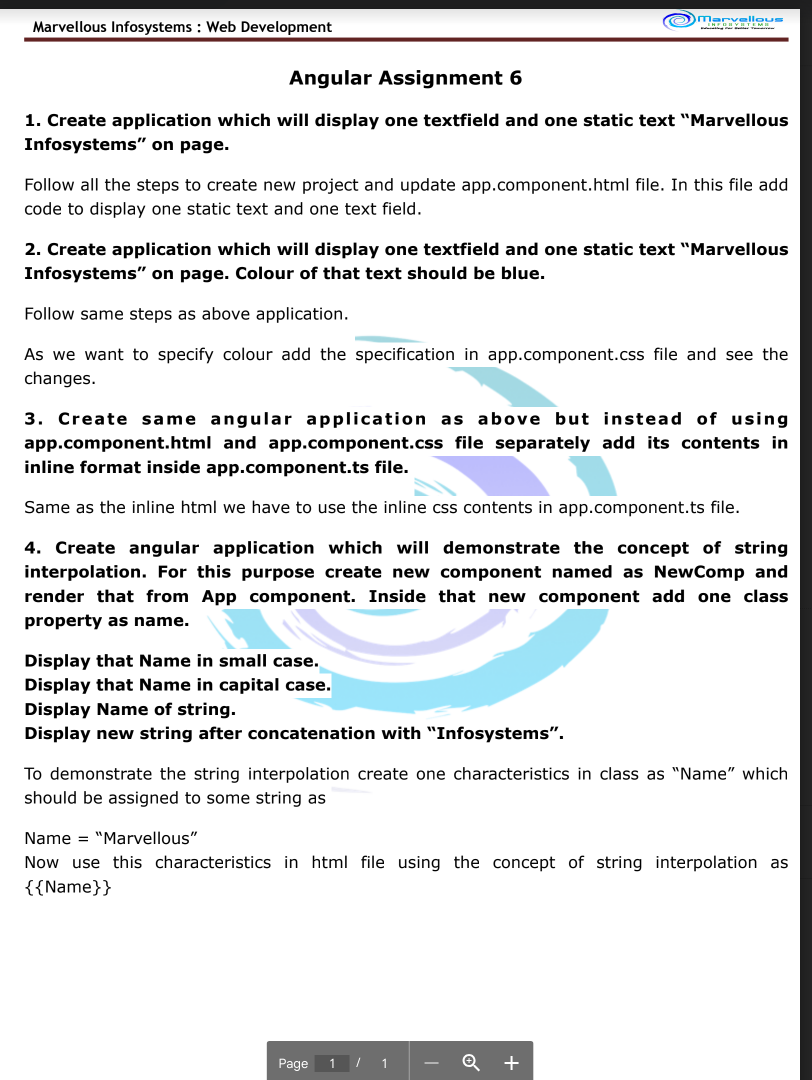 Marvellous Infosystems : Web Development
Marvellous
INFOSYSTEMS
Educating For Better Tomorrow
Angular Assignment 6
1. Create application which will display one textfield and one static text “Marvellous
Infosystems” on page.
Follow all the steps to create new project and update app.component.html file. In this file add
code to display one static text and one text field.
2. Create application which will display one textfield and one static text “Marvellous
Infosystems” on page. Colour of that text should be blue.
Follow same steps as above application.
As we want to specify colour add the specification in app.component.css file and see the
changes.
3. Create same angular application as above but instead of using
app.component.html and app.component.css file separately add its contents in
inline format inside app.component.ts file.
Same as the inline html we have to use the inline css contents in app.component.ts file.
4. Create angular application which will demonstrate the concept of string
interpolation. For this purpose create new component named as NewComp and
render that from App component. Inside that new component add one class
property as name.
Display that Name in small case.
Display that Name in capital case.
Display Name of string.
Display new string after concatenation with “Infosystems”.
To demonstrate the string interpolation create one characteristics in class as “Name” which
should be assigned to some string as
Name = “Marvellous”
Now use this characteristics in html file using the concept of string interpolation as
{{Name}}
Page 1 / 1